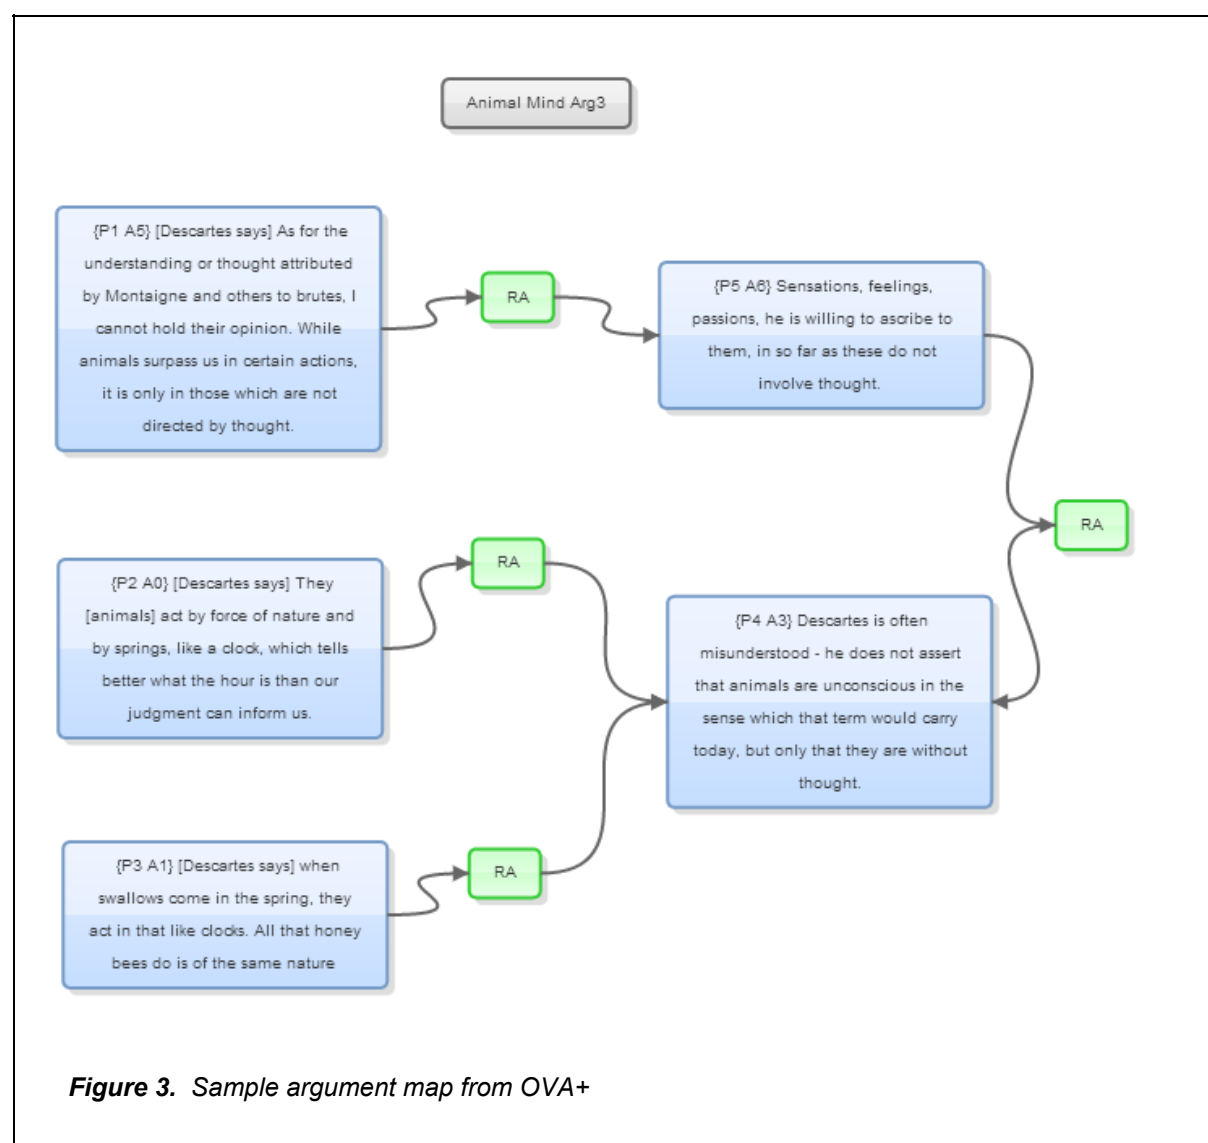 Animal Mind Arg3
{P1 A5} [Descartes says] As for the
understanding or thought attributed
by Montaigne and others to brutes, I
cannot hold their opinion. While
animals surpass us in certain actions,
it is only in those which are not
directed by thought.
RA
{P5 A6} Sensations, feelings,
passions, he is willing to ascribe to
them, in so far as these do not
involve thought.
RA
{P2 A0} [Descartes says] They
[animals] act by force of nature and
by springs, like a clock, which tells
better what the hour is than our
judgment can inform us.
RA
{P4 A3} Descartes is often
misunderstood - he does not assert
that animals are unconscious in the
sense which that term would carry
today, but only that they are without
thought.
{P3 A1} [Descartes says] when
swallows come in the spring, they
act in that like clocks. All that honey
bees do is of the same nature
RA
Figure 3. Sample argument map from OVA+